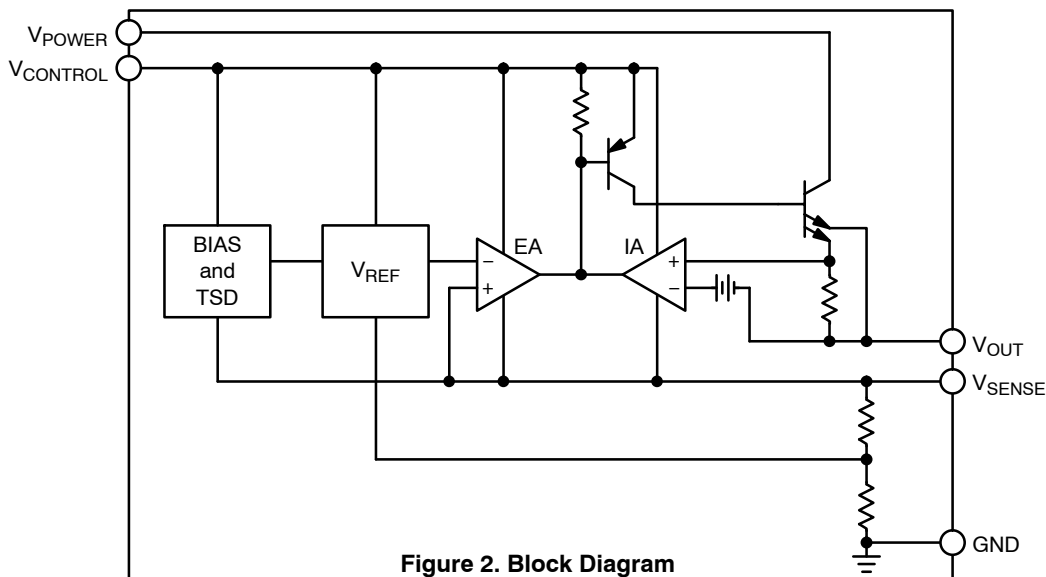 VPOWER
VCONTROL
BIAS
and
TSD
VREF
EA
−
+
IA
+
−
VOUT
VSENSE
GND
Figure 2. Block Diagram